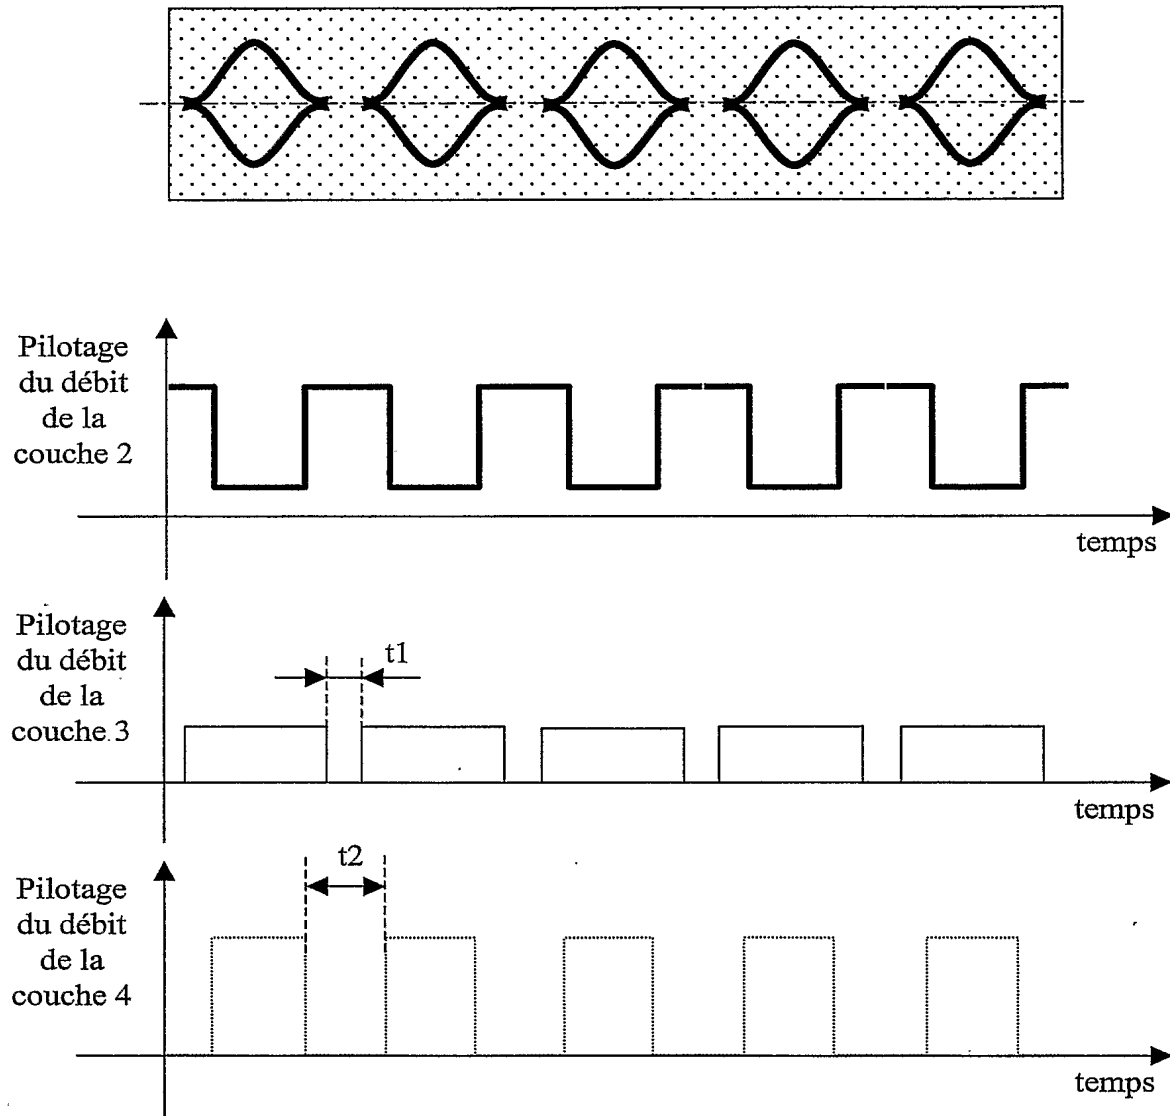 Pilotage
du débit
de la
couche 2
temps
Pilotage
du débit
de la
couche 3
t1
temps
Pilotage
du débit
de la
couche 4
t2
temps